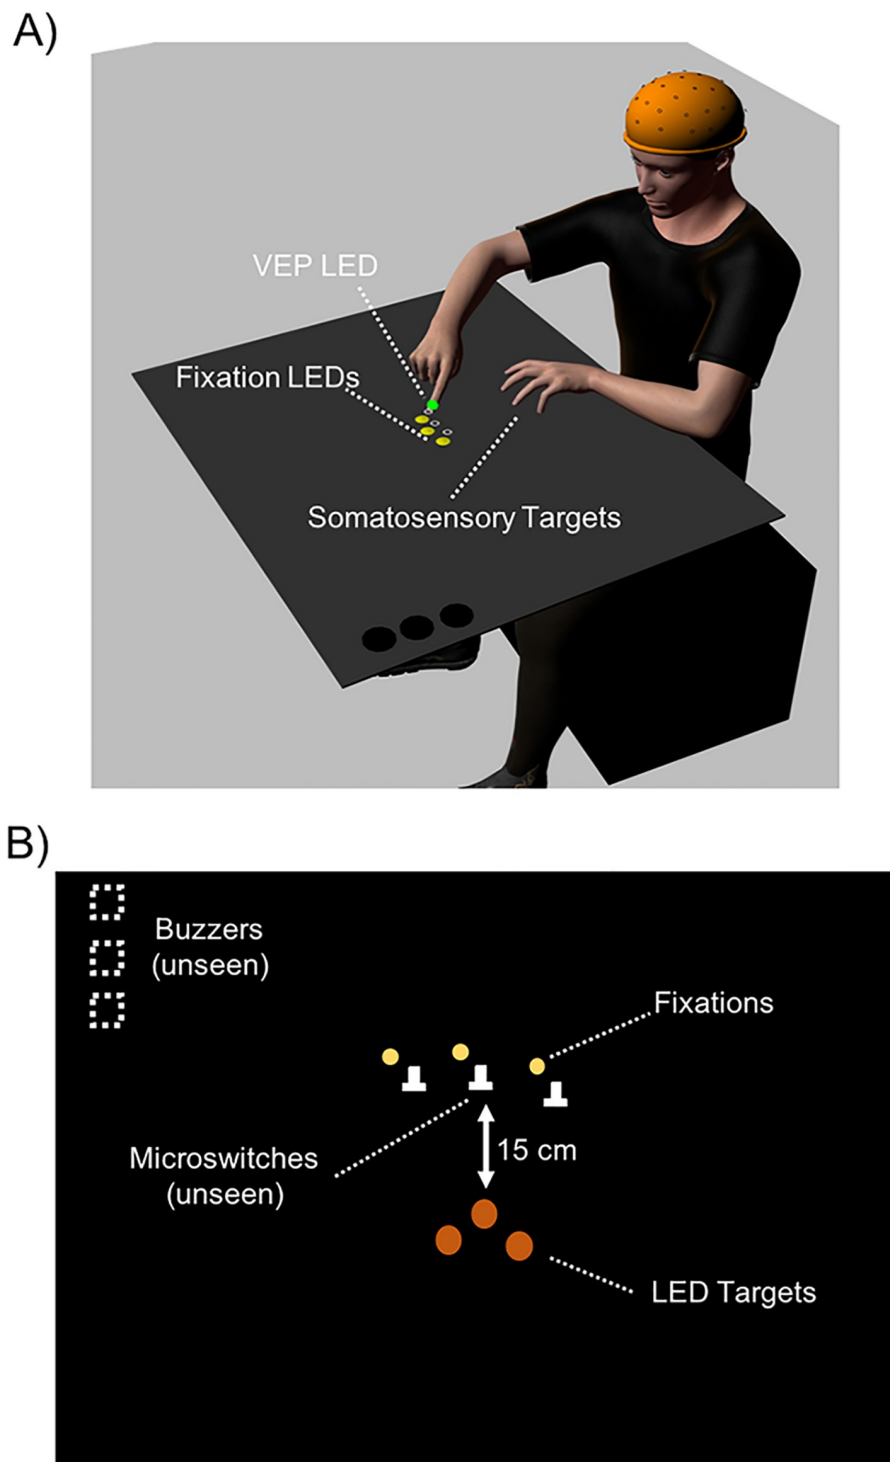 A)
VEP LED
Fixation LEDs
Somatosensory Targets
B)
Buzzers
(unseen)
Fixations
15 cm
Microswitches
(unseen)
LED Targets